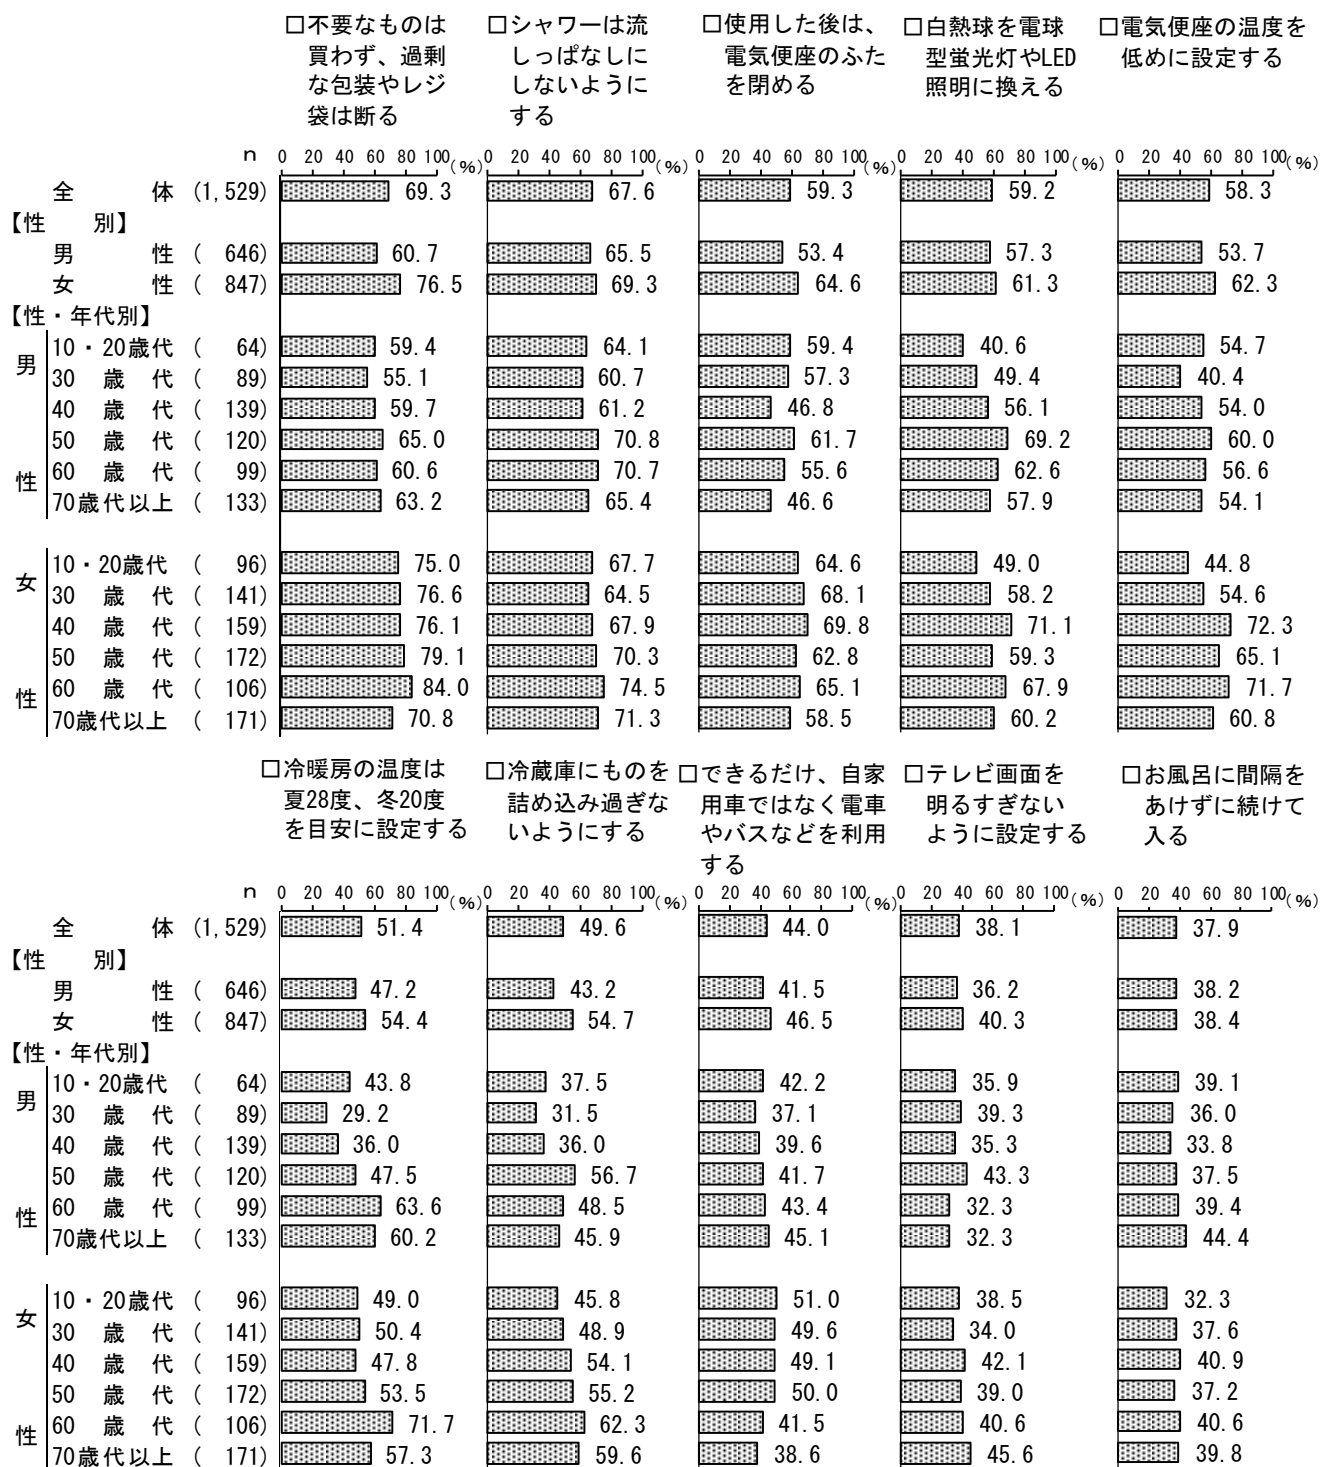 □不要なものは
買わず、過剰
な包装やレジ
袋は断る
□シャワーは流
しっぱなしに
しないように
する
□使用した後は、
電気便座のふた
を閉める
□白熱球を電球
型蛍光灯やLED
照明に換える
□電気便座の温度を
低めに設定する
n 0 20 40 60 80 100(%) 0 20 40 60 80 100(%) 0 20 40 60 80 100(%) 0 20 40 60 80 100(%) 0 20 40 60 80 100(%)
全体 (1,529) 69.3 67.6 59.3 59.2 58.3
【性 別】
男性 ( 646) 60.7 65.5 53.4 57.3 53.7
女性 ( 847) 76.5 69.3 64.6 61.3 62.3
【性・年代別】
男性
10・20歳代 ( 64) 59.4 64.1 59.4 40.6 54.7
30歳代 ( 89) 55.1 60.7 57.3 49.4 40.4
40歳代 ( 139) 59.7 61.2 46.8 56.1 54.0
50歳代 ( 120) 65.0 70.8 61.7 69.2 60.0
60歳代 ( 99) 60.6 70.7 55.6 62.6 56.6
70歳代以上 ( 133) 63.2 65.4 46.6 57.9 54.1
女性
10・20歳代 ( 96) 75.0 67.7 64.6 49.0 44.8
30歳代 ( 141) 76.6 64.5 68.1 58.2 54.6
40歳代 ( 159) 76.1 67.9 69.8 71.1 72.3
50歳代 ( 172) 79.1 70.3 62.8 59.3 65.1
60歳代 ( 106) 84.0 74.5 65.1 67.9 71.7
70歳代以上 ( 171) 70.8 71.3 58.5 60.2 60.8
□冷暖房の温度は
夏28度、冬20度
を目安に設定する
□冷蔵庫にものを
詰め込み過ぎな
いようにする
□できるだけ、自家
用車ではなく電車
やバスなどを利用
する
□テレビ画面を
明るすぎない
ように設定する
□お風呂に間隔を
あけずに続けて
入る
n 0 20 40 60 80 100(%) 0 20 40 60 80 100(%) 0 20 40 60 80 100(%) 0 20 40 60 80 100(%) 0 20 40 60 80 100(%)
全体 (1,529) 51.4 49.6 44.0 38.1 37.9
【性 別】
男性 ( 646) 47.2 43.2 41.5 36.2 38.2
女性 ( 847) 54.4 54.7 46.5 40.3 38.4
【性・年代別】
男性
10・20歳代 ( 64) 43.8 37.5 42.2 35.9 39.1
30歳代 ( 89) 29.2 31.5 37.1 39.3 36.0
40歳代 ( 139) 36.0 36.0 39.6 35.3 33.8
50歳代 ( 120) 47.5 56.7 41.7 43.3 37.5
60歳代 ( 99) 63.6 48.5 43.4 32.3 39.4
70歳代以上 ( 133) 60.2 45.9 45.1 32.3 44.4
女性
10・20歳代 ( 96) 49.0 45.8 51.0 38.5 32.3
30歳代 ( 141) 50.4 48.9 49.6 34.0 37.6
40歳代 ( 159) 47.8 54.1 49.1 42.1 40.9
50歳代 ( 172) 53.5 55.2 50.0 39.0 37.2
60歳代 ( 106) 71.7 62.3 41.5 40.6 40.6
70歳代以上 ( 171) 57.3 59.6 38.6 45.6 39.8